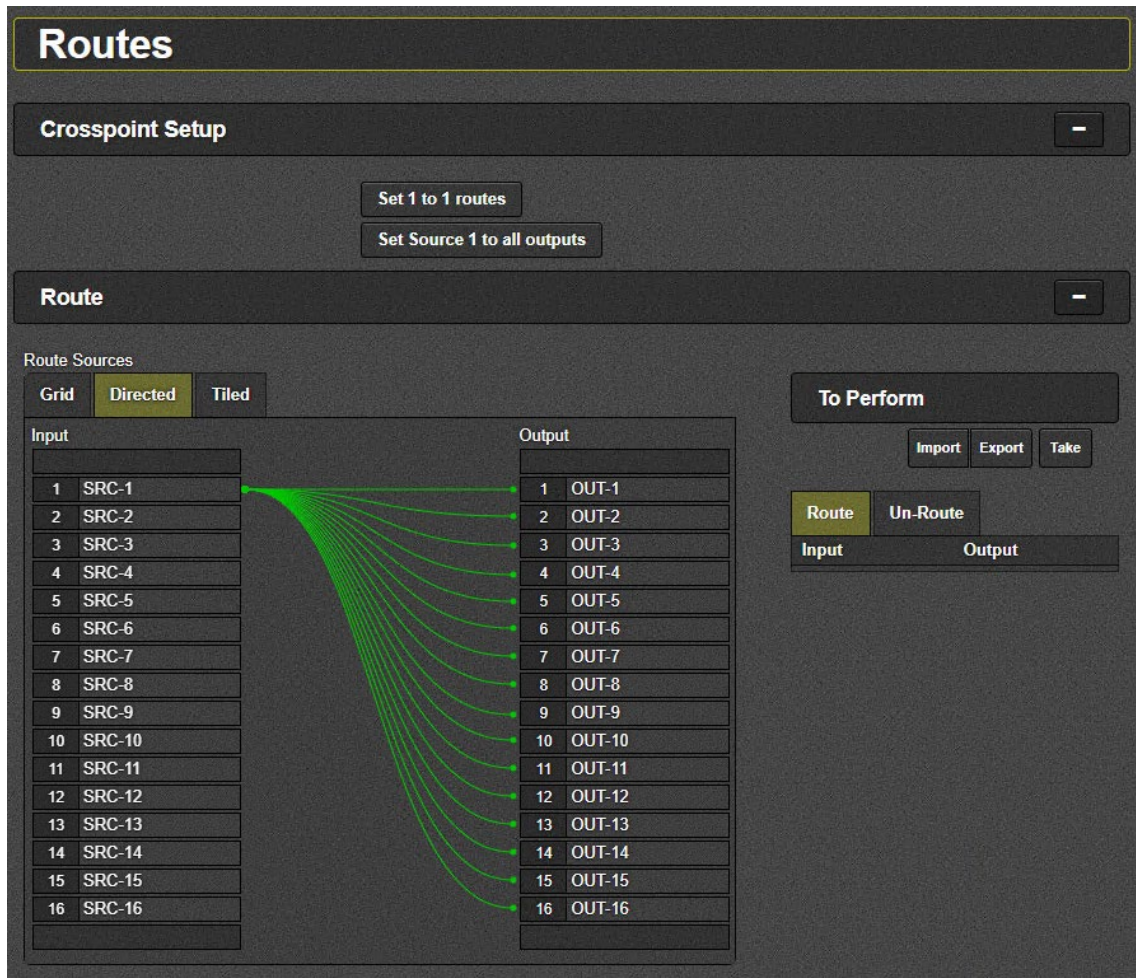 Routes
Crosspoint Setup
–
Set 1 to 1 routes
Set Source 1 to all outputs
Route
–
Route Sources
Grid Directed Tiled
Input Output
1 SRC-1 1 OUT-1
2 SRC-2 2 OUT-2
3 SRC-3 3 OUT-3
4 SRC-4 4 OUT-4
5 SRC-5 5 OUT-5
6 SRC-6 6 OUT-6
7 SRC-7 7 OUT-7
8 SRC-8 8 OUT-8
9 SRC-9 9 OUT-9
10 SRC-10 10 OUT-10
11 SRC-11 11 OUT-11
12 SRC-12 12 OUT-12
13 SRC-13 13 OUT-13
14 SRC-14 14 OUT-14
15 SRC-15 15 OUT-15
16 SRC-16 16 OUT-16
To Perform
Import Export Take
Route Un-Route
Input Output